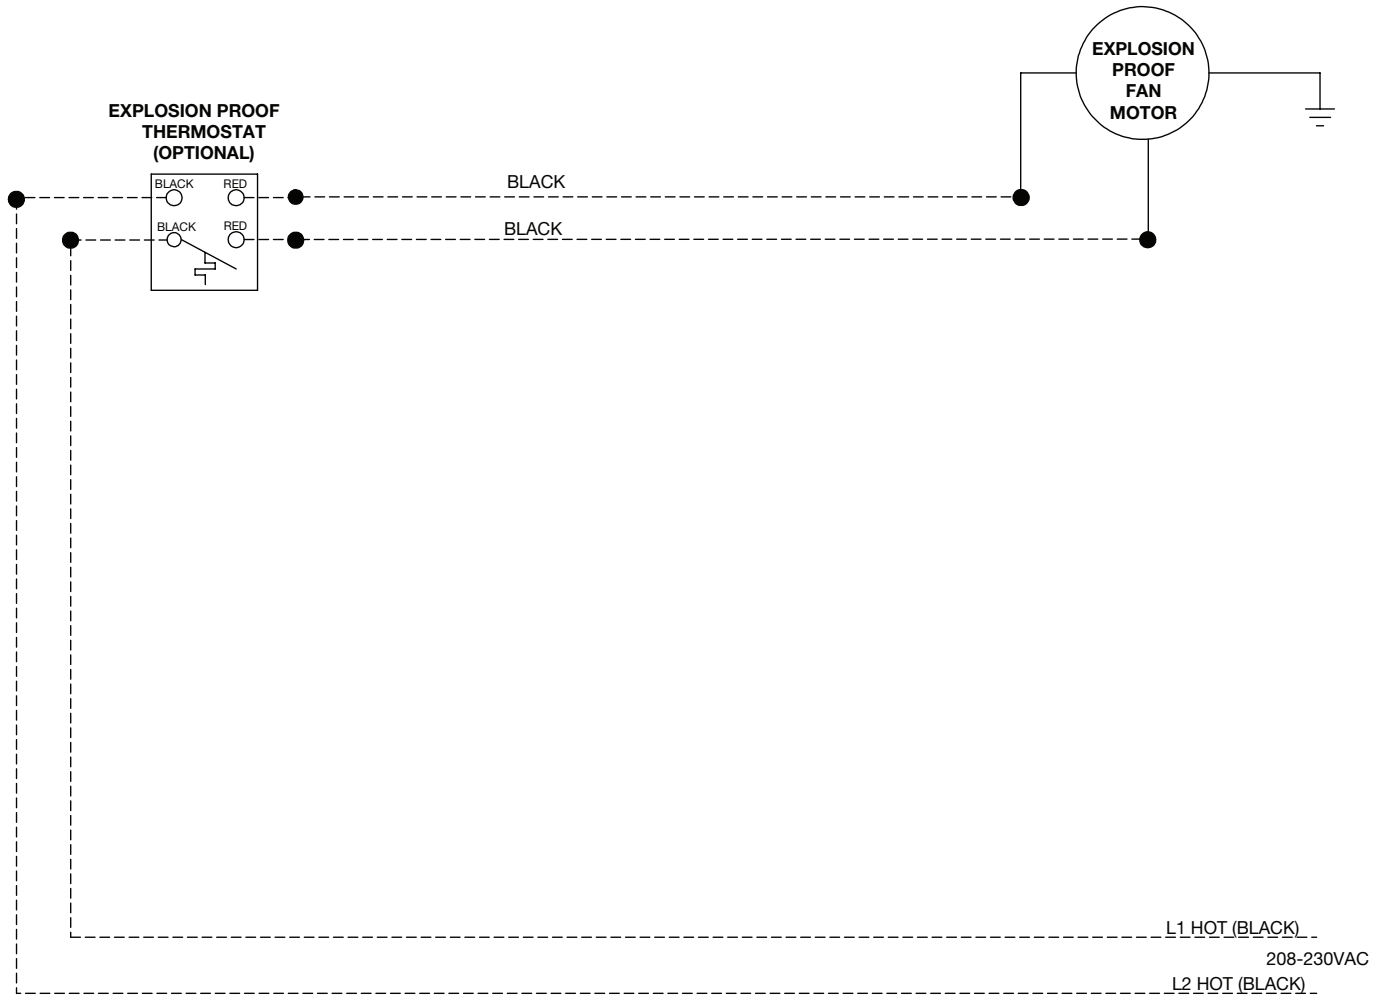 EXPLOSION
PROOF
FAN
MOTOR
EXPLOSION PROOF
THERMOSTAT
(OPTIONAL)
BLACK RED
BLACK
BLACK RED
BLACK
L1 HOT (BLACK)
208-230VAC
L2 HOT (BLACK)